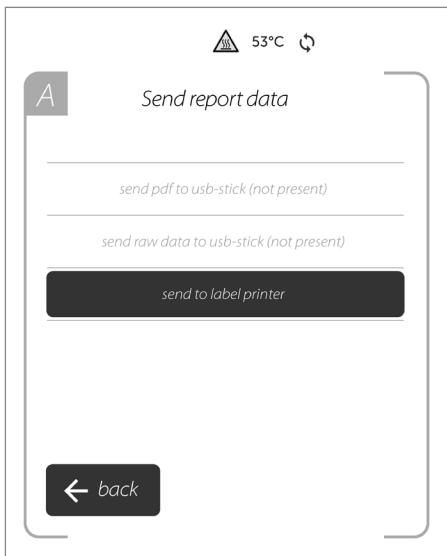 53°C
A
Send report data
send pdf to usb-stick (not present)
send raw data to usb-stick (not present)
send to label printer
back